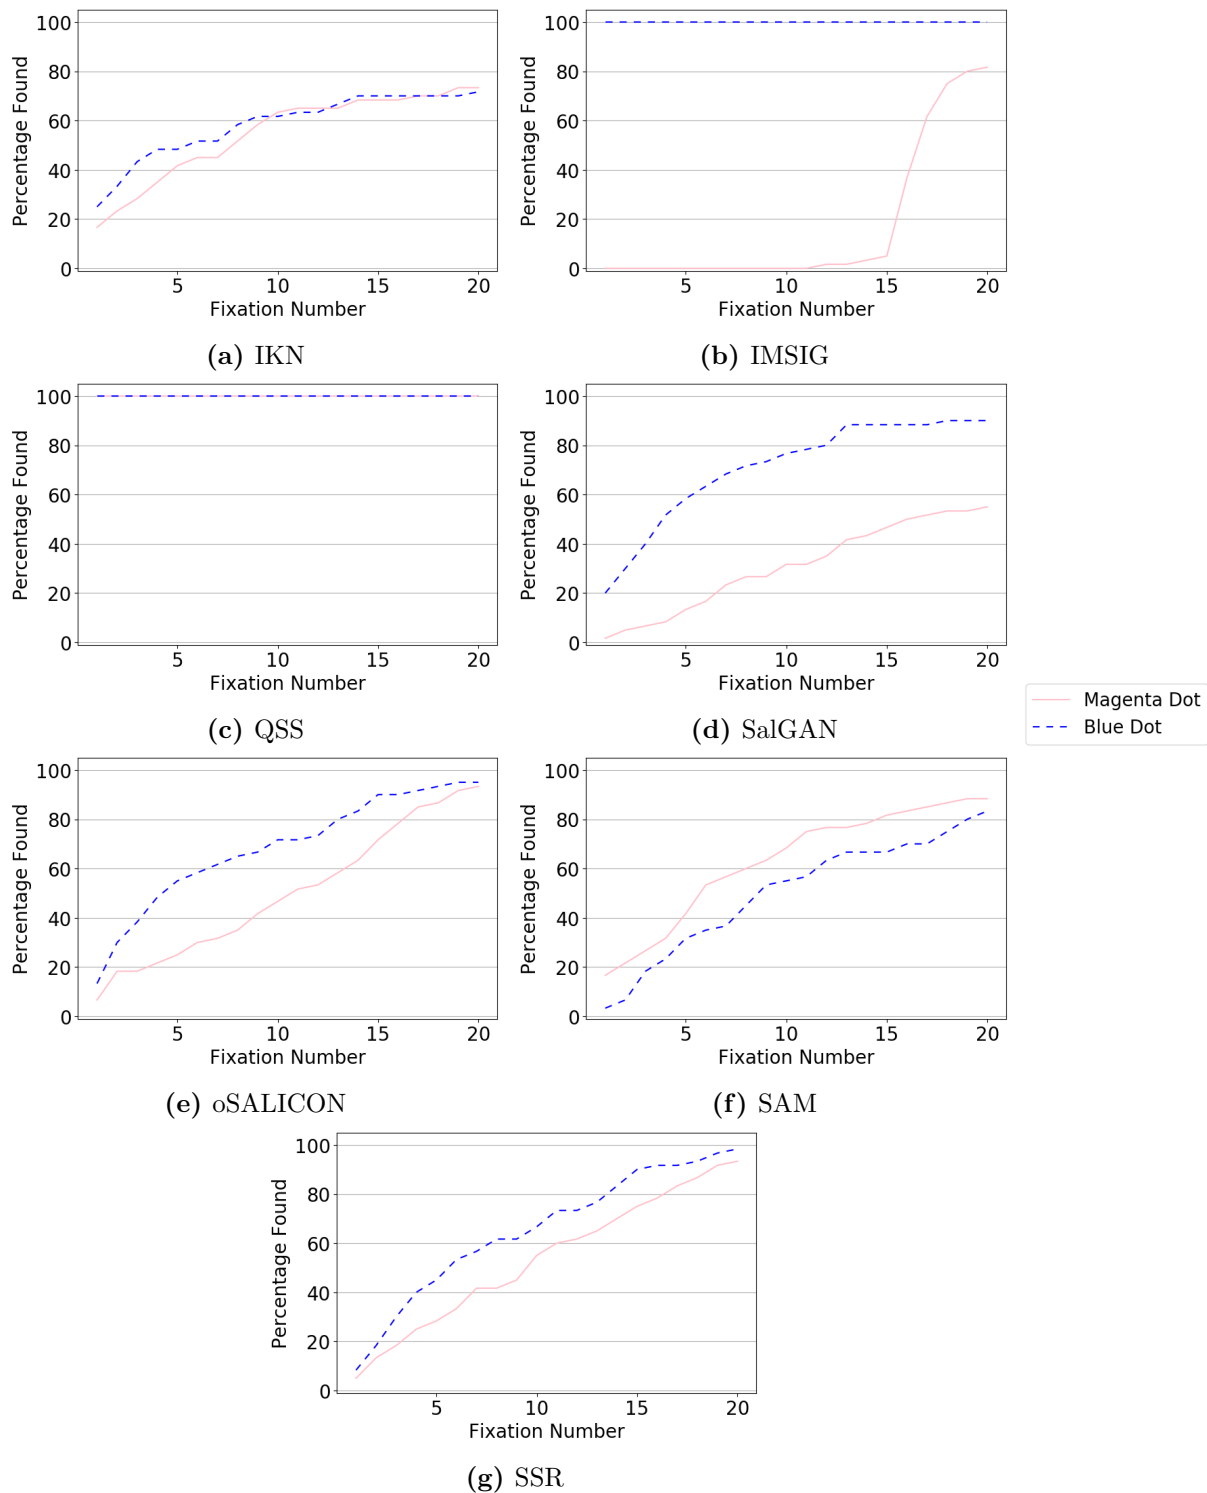 100
80
60
40
20
0
Percentage Found
5 10 15 20
Fixation Number
(a) IKN
100
80
60
40
20
0
Percentage Found
5 10 15 20
Fixation Number
(b) IMSIG
100
80
60
40
20
0
Percentage Found
5 10 15 20
Fixation Number
(c) QSS
100
80
60
40
20
0
Percentage Found
5 10 15 20
Fixation Number
(d) SalGAN
Magenta Dot
Blue Dot
100
80
60
40
20
0
Percentage Found
5 10 15 20
Fixation Number
(e) oSALICON
100
80
60
40
20
0
Percentage Found
5 10 15 20
Fixation Number
(f) SAM
100
80
60
40
20
0
Percentage Found
5 10 15 20
Fixation Number
(g) SSR